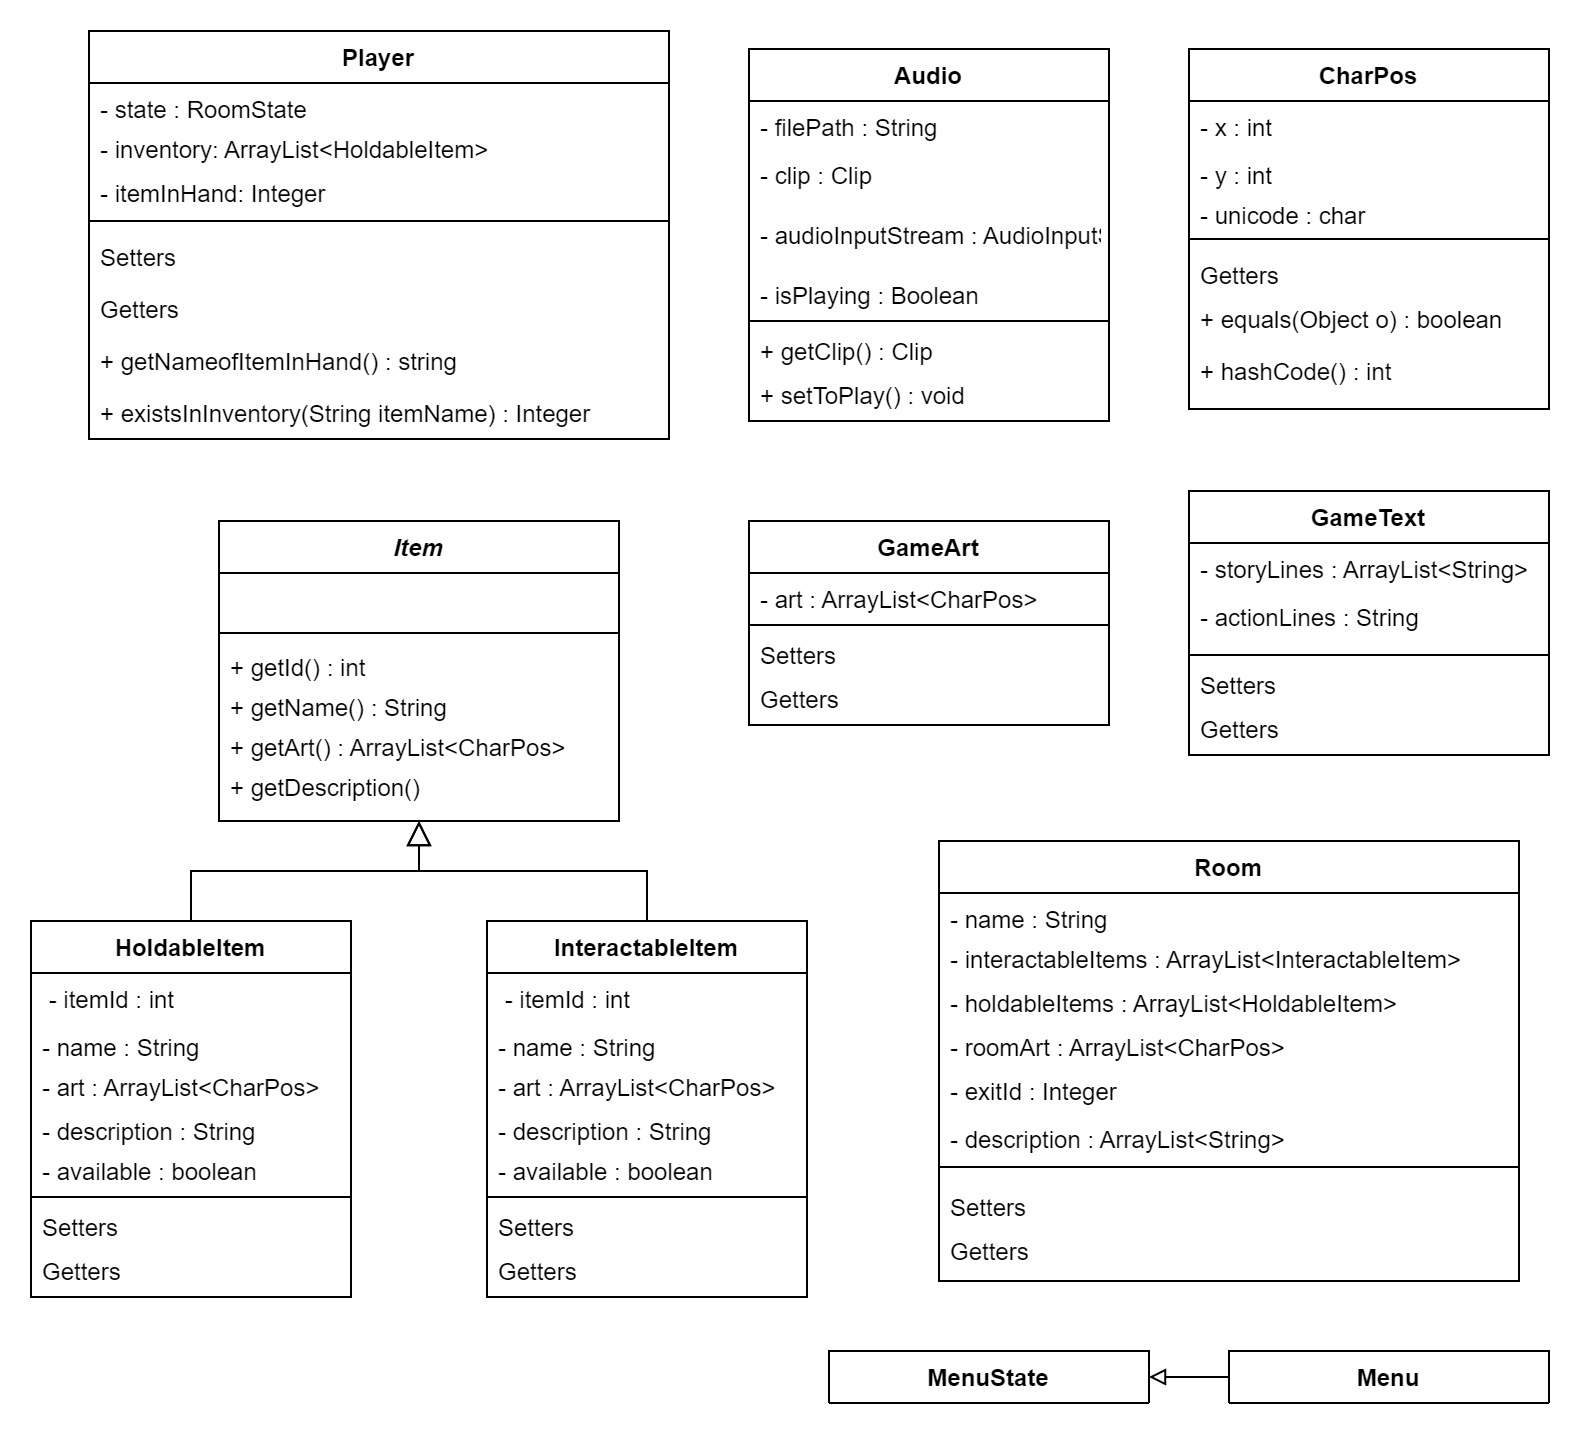 Player
- state : RoomState
- inventory: ArrayList<HoldableItem>
- itemInHand: Integer
Setters
Getters
+ getNameofItemInHand() : string
+ existsInInventory(String itemName) : Integer
Audio
- filePath : String
- clip : Clip
- audioInputStream : AudioInput
- isPlaying : Boolean
+ getClip() : Clip
+ setToPlay() : void
CharPos
- x : int
- y : int
- unicode : char
Getters
+ equals(Object o) : boolean
+ hashCode() : int
Item
+ getId() : int
+ getName() : String
+ getArt() : ArrayList<CharPos>
+ getDescription()
GameArt
- art : ArrayList<CharPos>
Setters
Getters
GameText
- storyLines : ArrayList<String>
- actionLines : String
Setters
Getters
HoldableItem
- itemId : int
- name : String
- art : ArrayList<CharPos>
- description : String
- available : boolean
Setters
Getters
InteractableItem
- itemId : int
- name : String
- art : ArrayList<CharPos>
- description : String
- available : boolean
Setters
Getters
Room
- name : String
- interactableItems : ArrayList<InteractableItem>
- holdableItems : ArrayList<HoldableItem>
- roomArt : ArrayList<CharPos>
- exitId : Integer
- description : ArrayList<String>
Setters
Getters
MenuState
Menu